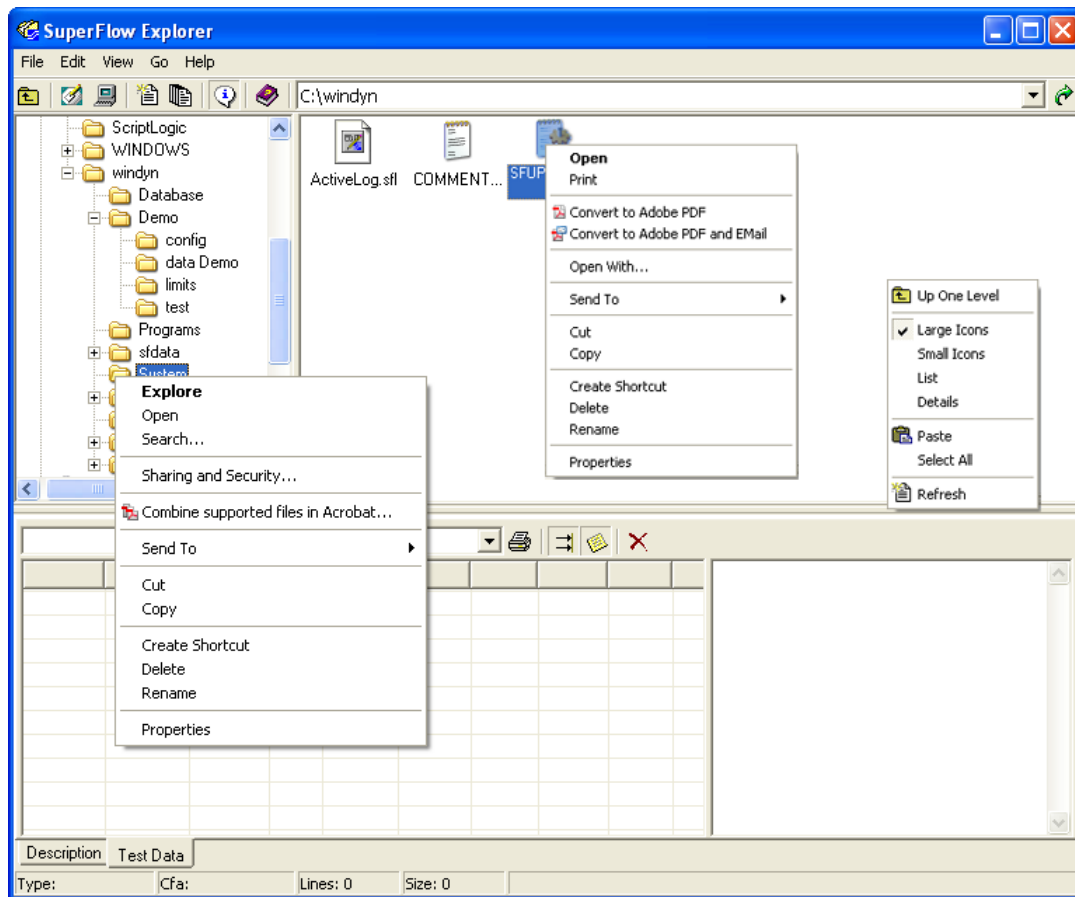 SuperFlow Explorer
File Edit View Go Help
C:\windyn
ScriptLogic
WINDOWS
windyn
Database
Demo
config
data Demo
limits
test
Programs
sfdata
System
ActiveLog.sfl
COMMENT...
SFUP
Open
Print
Convert to Adobe PDF
Convert to Adobe PDF and EMail
Open With...
Send To
Cut
Copy
Create Shortcut
Delete
Rename
Properties
Up One Level
Large Icons
Small Icons
List
Details
Paste
Select All
Refresh
Explore
Open
Search...
Sharing and Security...
Combine supported files in Acrobat...
Send To
Cut
Copy
Create Shortcut
Delete
Rename
Properties
Description
Test Data
Type:
Cfa:
Lines: 0
Size: 0